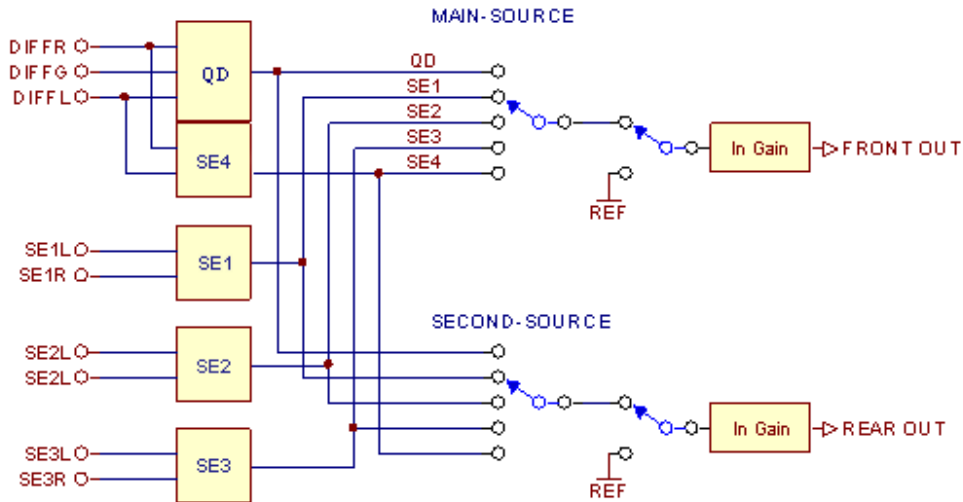 MAIN-SOURCE
DIFFR
DIFFG
DIFFL
QD
SE4
QD
SE1
SE2
SE3
SE4
In Gain
FRONT OUT
REF
SE1L
SE1R
SE1
SECOND-SOURCE
SE2L
SE2L
SE2
In Gain
REAR OUT
SE3L
SE3R
SE3
REF